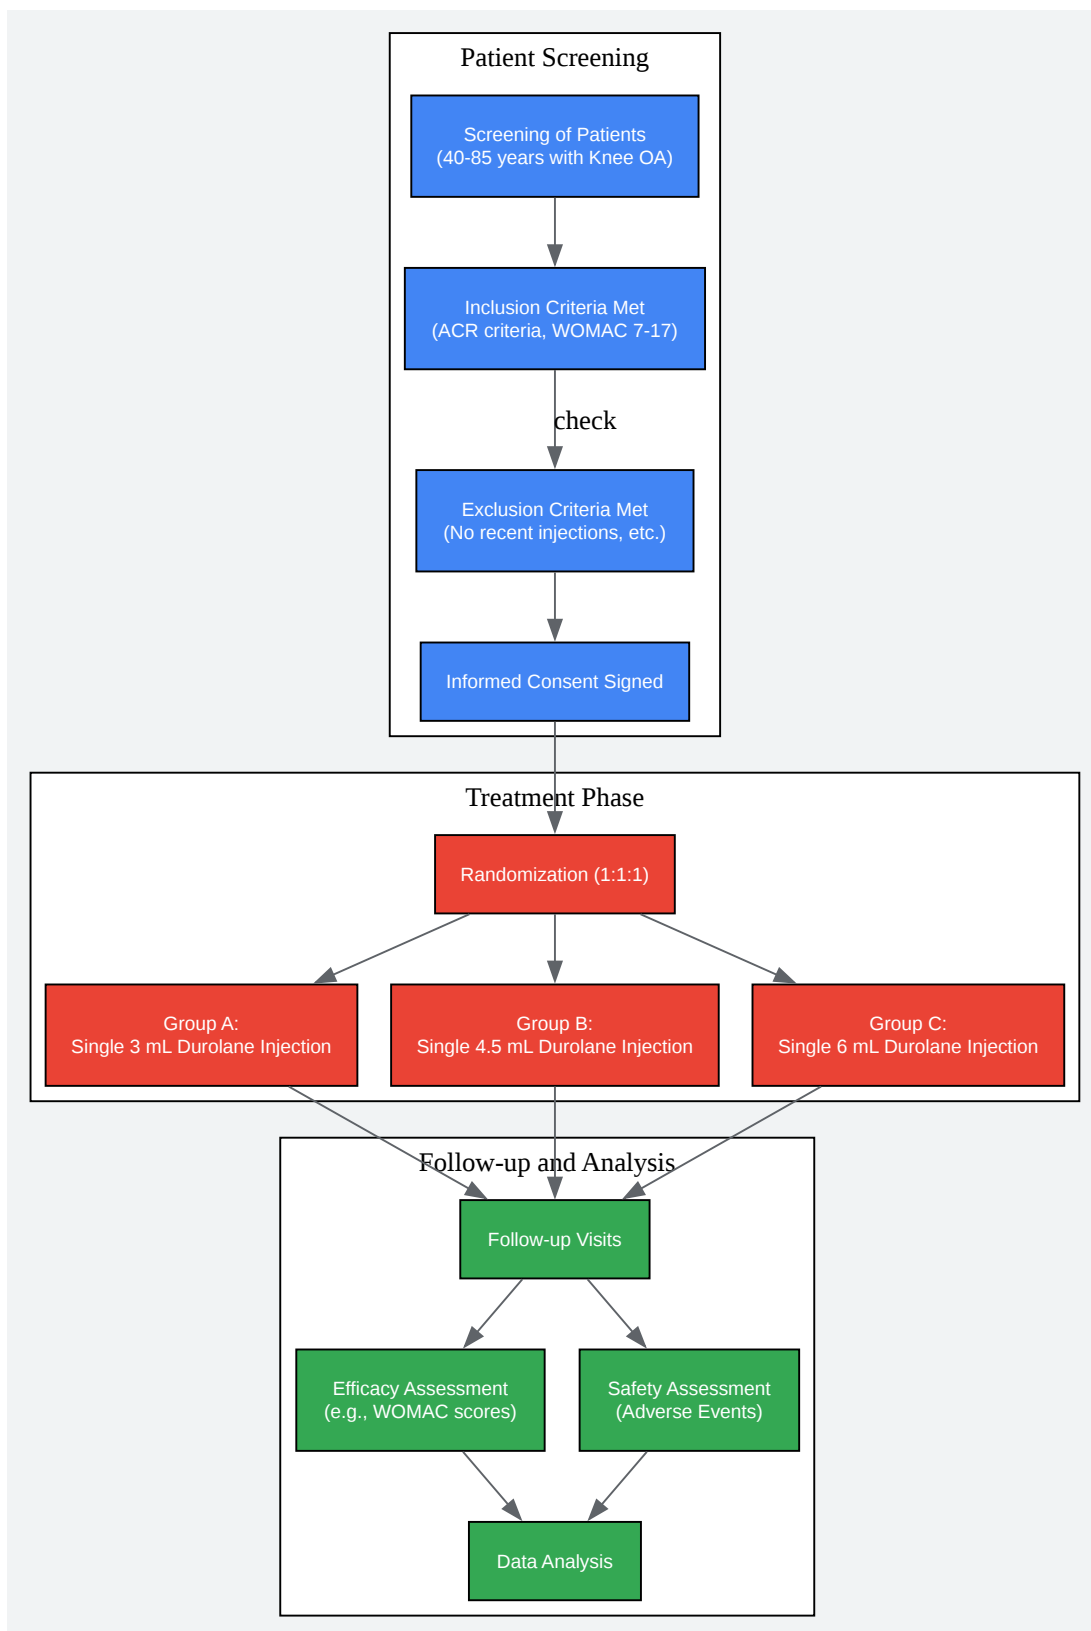 Patient Screening
Screening of Patients
(40-85 years with Knee OA)
Inclusion Criteria Met
(ACR criteria, WOMAC 7-17)
check
Exclusion Criteria Met
(No recent injections, etc.)
Informed Consent Signed
Treatment Phase
Randomization (1:1:1)
Group A:
Single 3 mL Durolane Injection
Group B:
Single 4.5 mL Durolane Injection
Group C:
Single 6 mL Durolane Injection
Follow-up and Analysis
Follow-up Visits
Efficacy Assessment
(e.g., WOMAC scores)
Safety Assessment
(Adverse Events)
Data Analysis